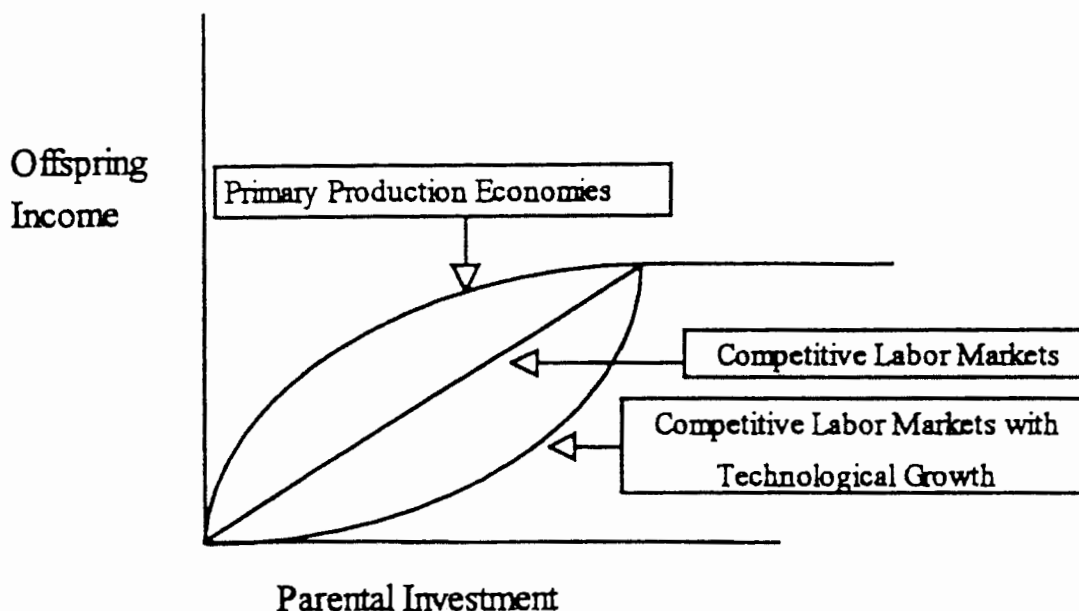 Offspring
Income
Primary Production Economies
Competitive Labor Markets
Competitive Labor Markets with
Technological Growth
Parental Investment